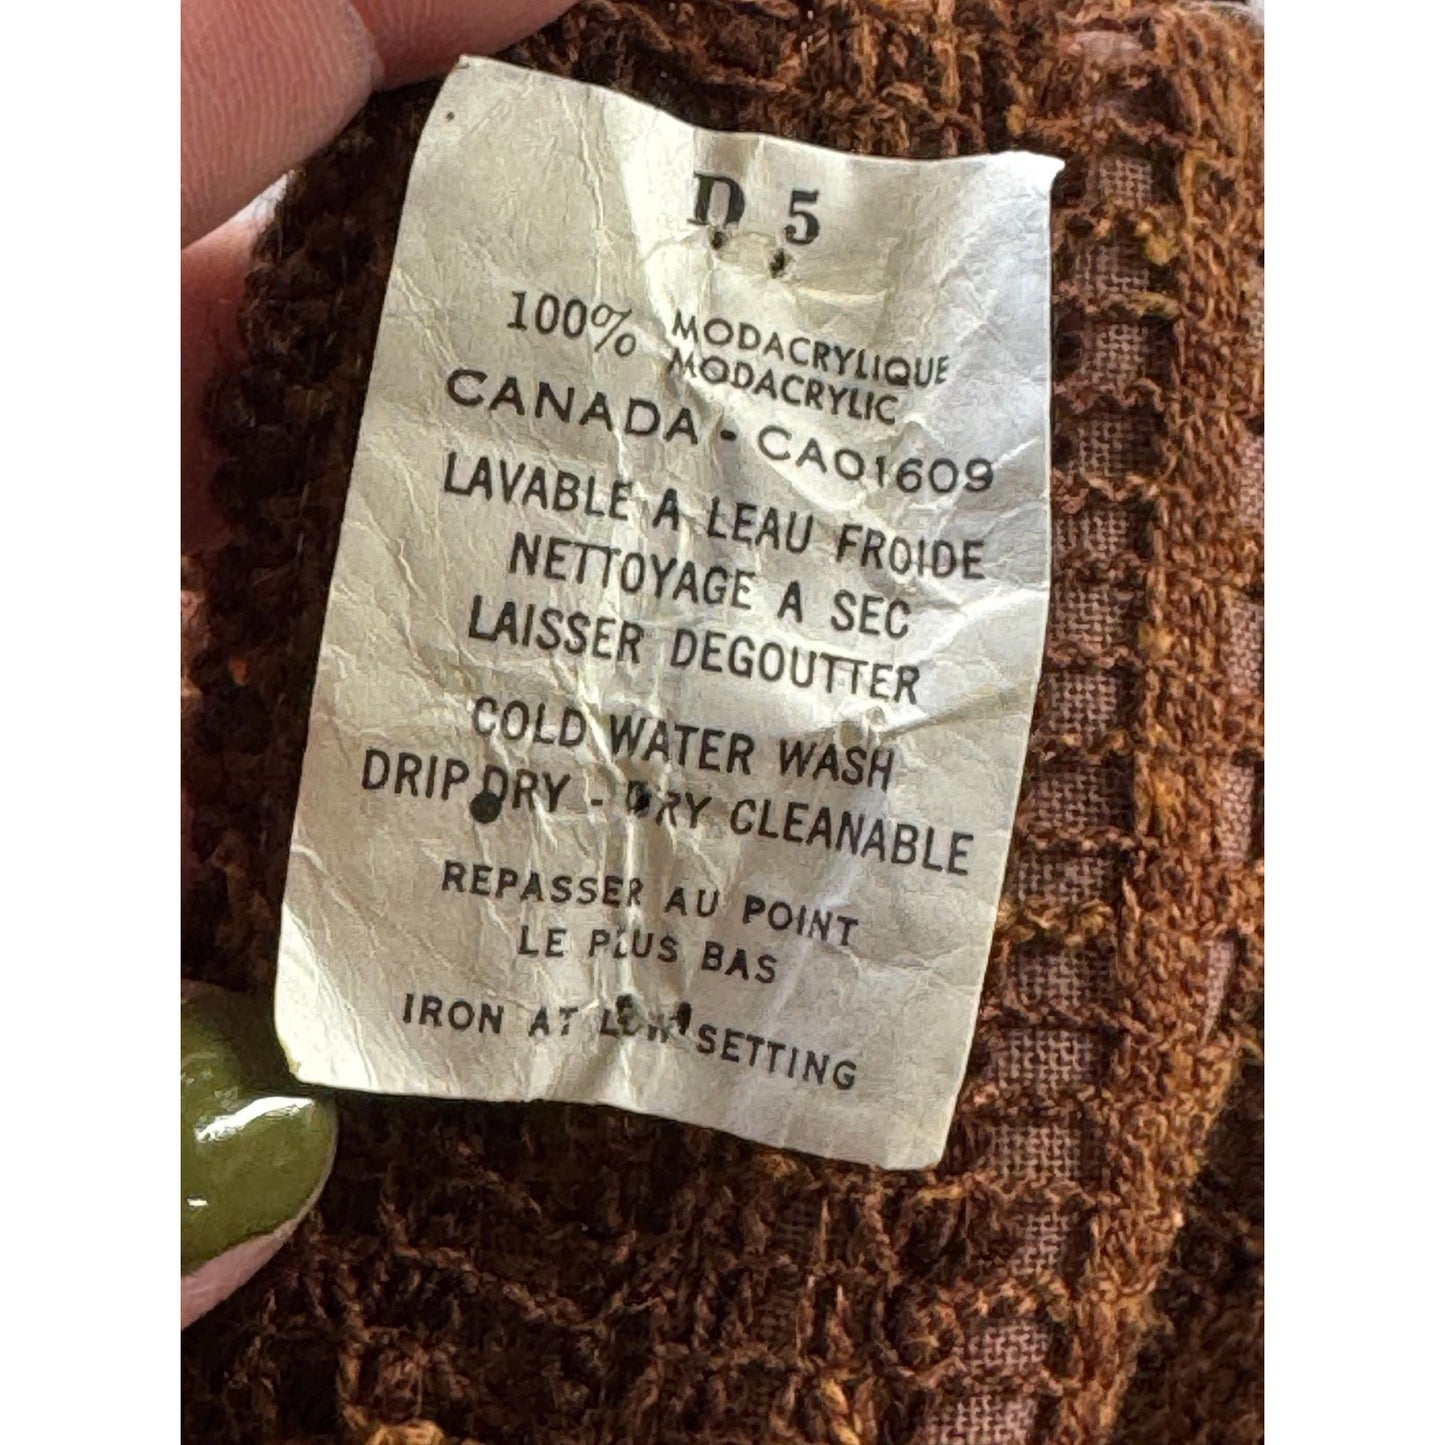 D 5
100% MODACRYLIQUE
MODACRYLIC
CANADA - CA01609
LAVABLE A LEAU FROIDE
NETTOYAGE A SEC
LAISSER DEGOUTTER
COLD WATER WASH
DRIP DRY - DRY CLEANABLE
REPASSER AU POINT
LE PLUS BAS
IRON AT LOW SETTING